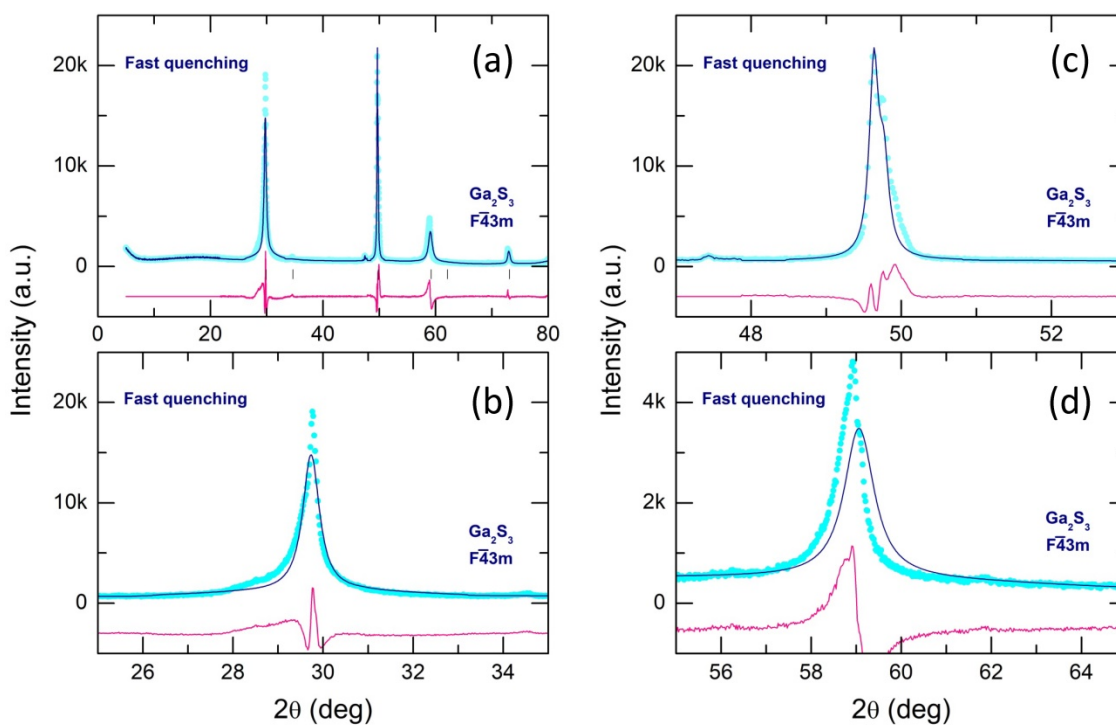 Intensity (a.u.)
20k
10k
0
Fast quenching
(a)
Ga₂S₃
F4̅3m
0
20
40
60
80
20k
10k
0
Fast quenching
(b)
Ga₂S₃
F4̅3m
26
28
30
32
34
2θ (deg)
Intensity (a.u.)
20k
10k
0
Fast quenching
(c)
Ga₂S₃
F4̅3m
48
50
52
4k
2k
0
Fast quenching
(d)
Ga₂S₃
F4̅3m
56
58
60
62
64
2θ (deg)